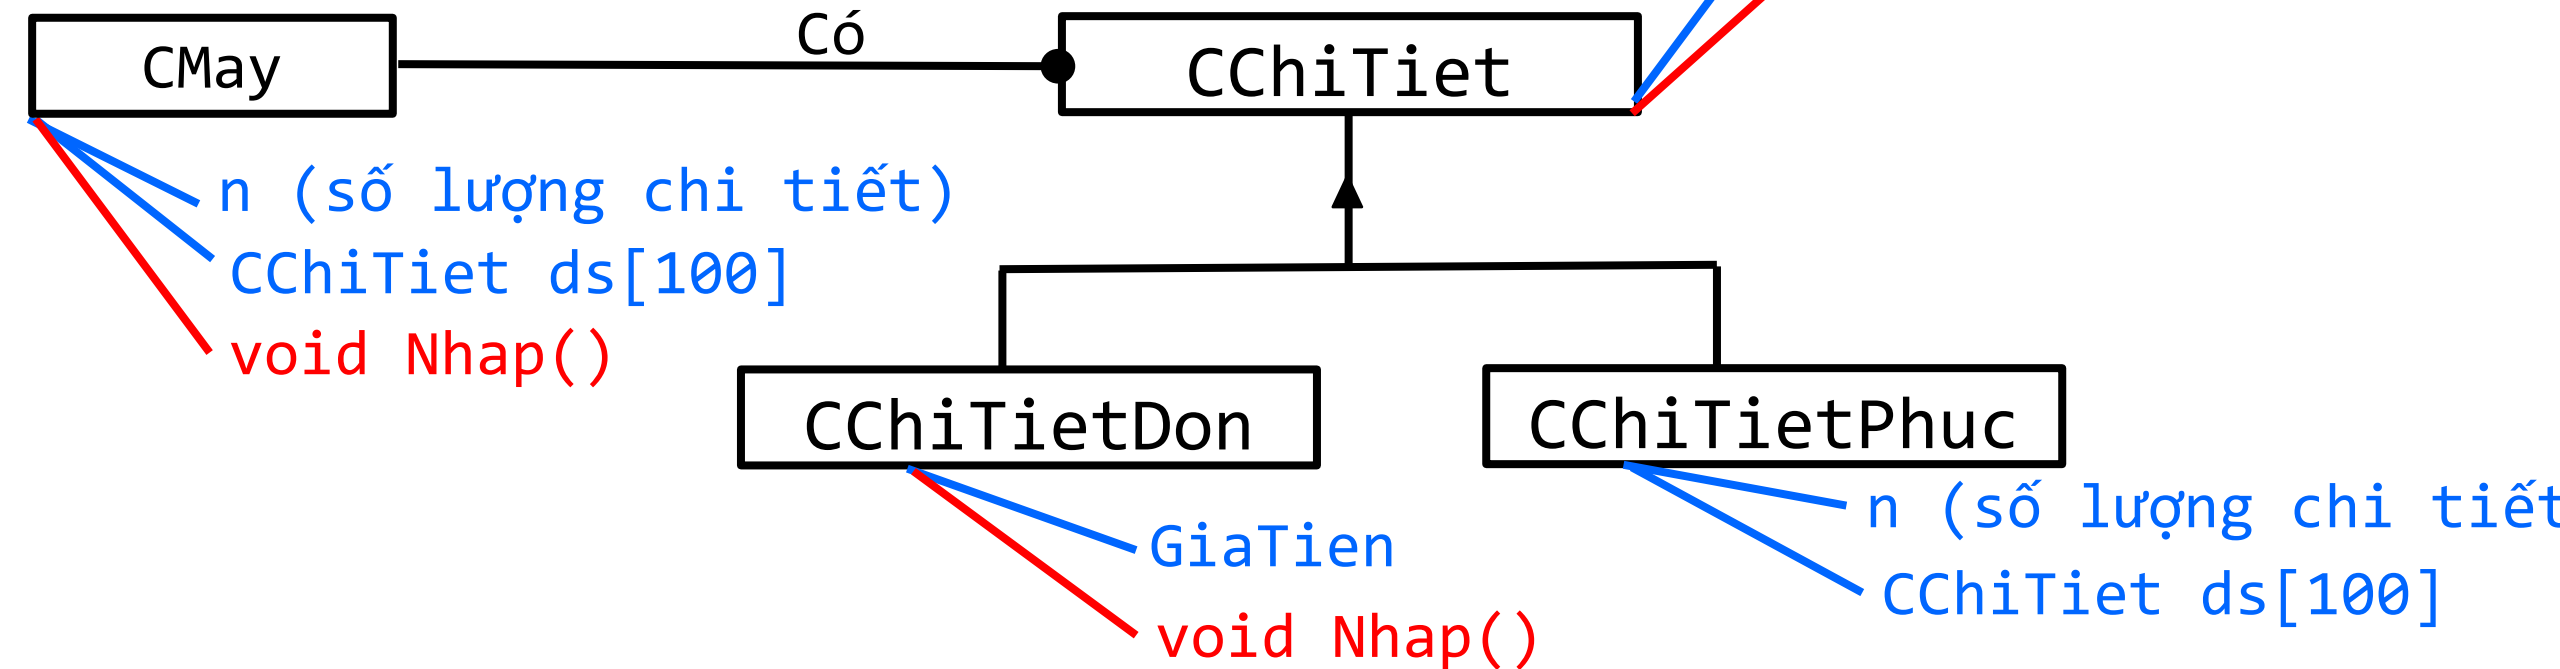 CMay
Có
CChiTiet
n (số lượng chi tiết)
CChiTiet ds[100]
void Nhap()
CChiTietDon
CChiTietPhuc
GiaTien
void Nhap()
n (số lượng chi tiết
CChiTiet ds[100]